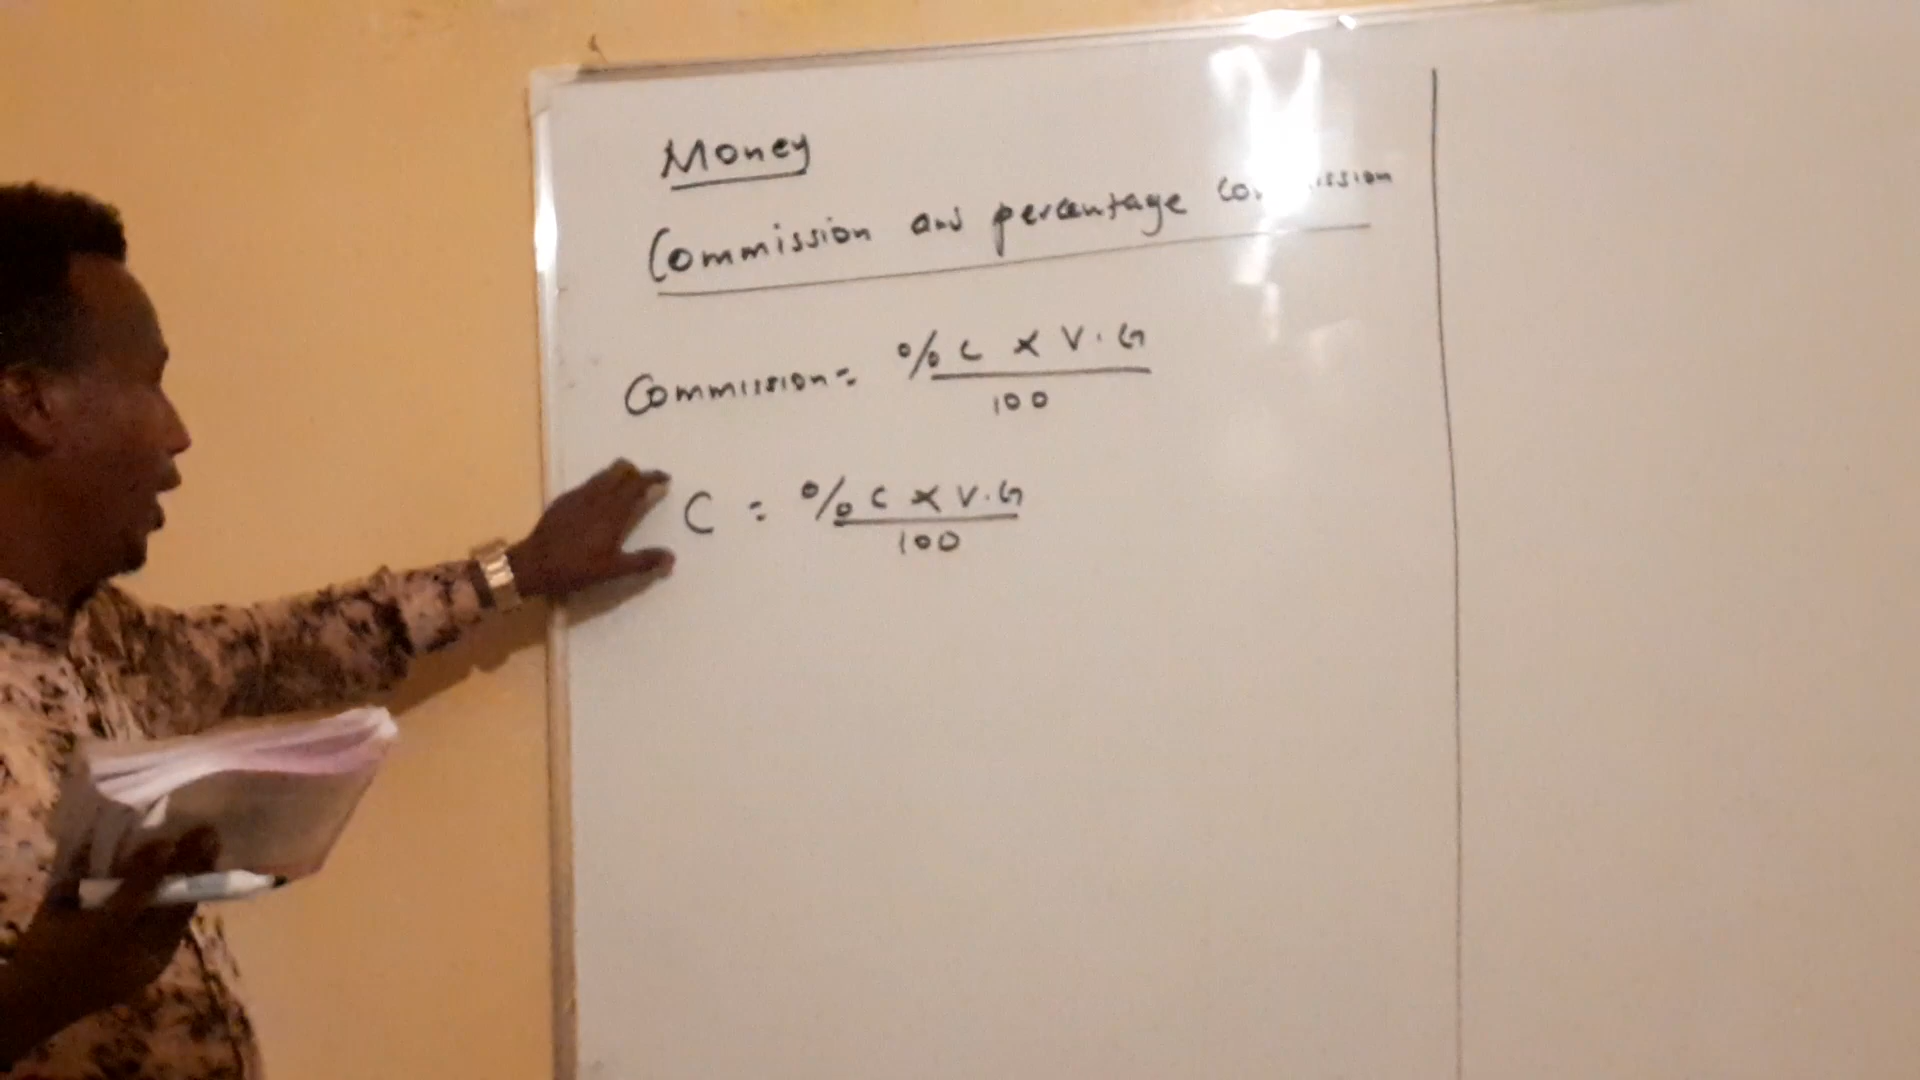 Money
Commission and percentage commission
Commission = %C × V.G
100
C = %C × V.G
100